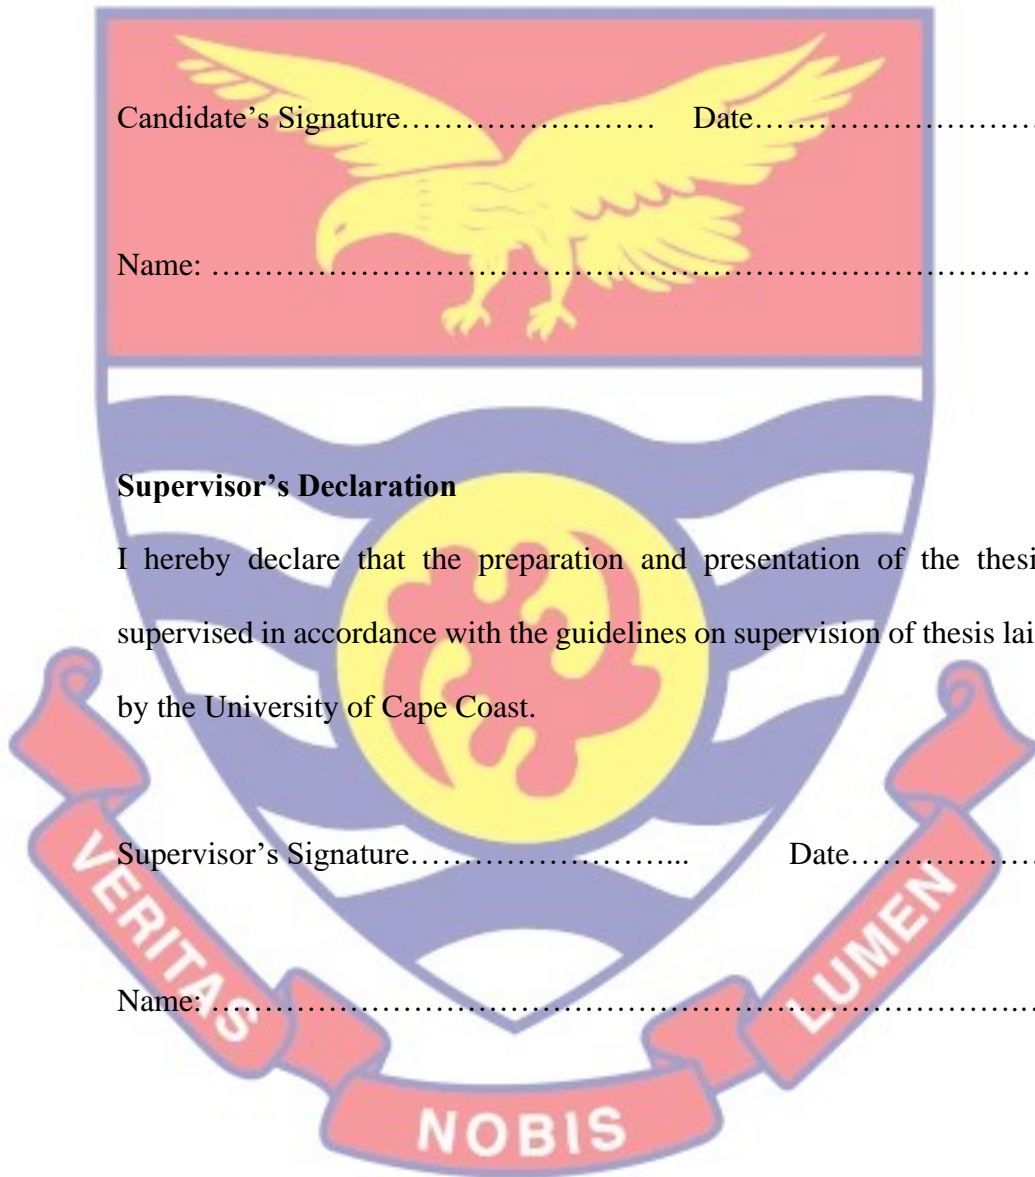 Candidate’s Signature…………………… Date………………………
Name: ……………………………………………………………………
Supervisor’s Declaration
I hereby declare that the preparation and presentation of the thesi
supervised in accordance with the guidelines on supervision of thesis lai
by the University of Cape Coast.
Supervisor’s Signature……………………... Date………………
Name: ……………………………………………………………………
VERITAS
NOBIS
LUMEN